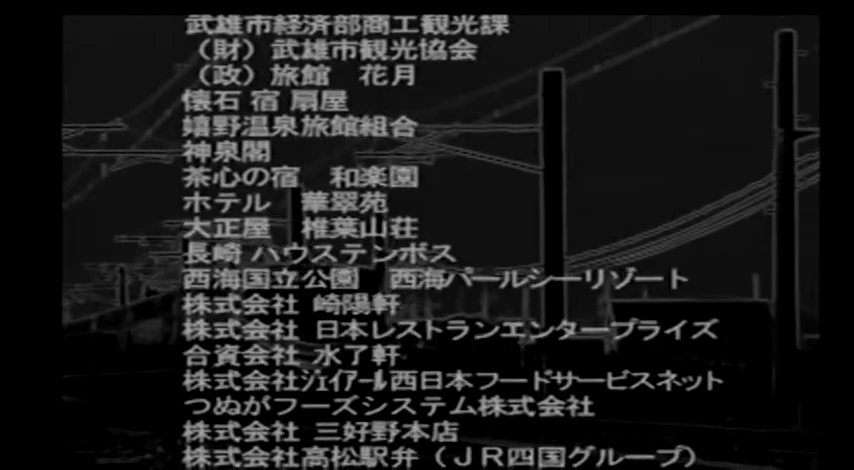 武雄市経済部商工観光課
（財）武雄市観光協会
（政）旅館　花月
懐石 宿 扇屋
嬉野温泉旅館組合
神泉閣
茶心の宿　和楽園
ホテル　華翠苑
大正屋　椎葉山荘
長崎 ハウステンボス
西海国立公園　西海パールシーリゾート
株式会社 崎陽軒
株式会社 日本レストランエンタープライズ
合資会社 水了軒
株式会社ｼﾞｪｲｱｰﾙ西日本フードサービスネット
つぬがフーズシステム株式会社
株式会社 三好野本店
株式会社高松駅弁（ＪＲ四国グループ）